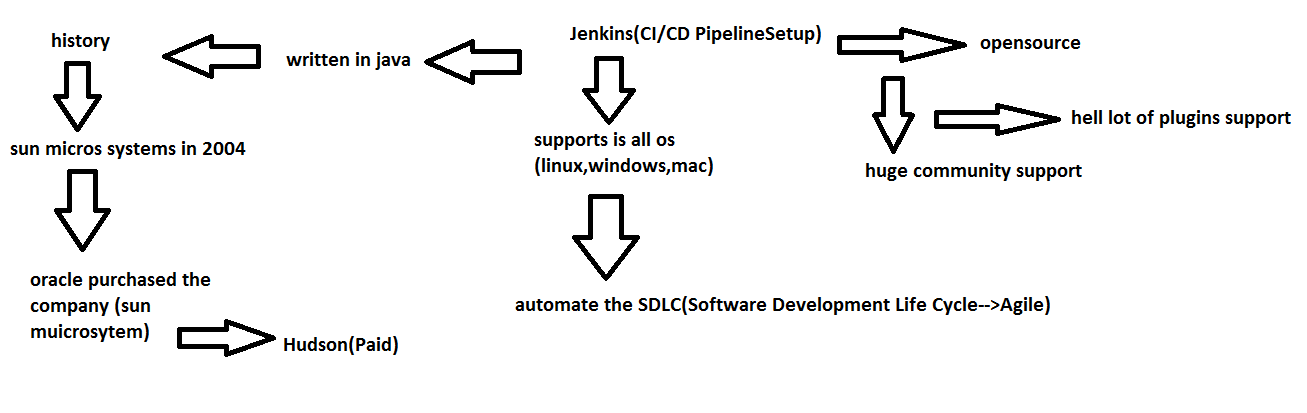 Jenkins(CI/CD PipelineSetup)
opensource
history
written in java
hell lot of plugins support
supports is all os
(linux,windows,mac)
sun micros systems in 2004
huge community support
oracle purchased the
company (sun
muicrosytem)
automate the SDLC(Software Development Life Cycle-->Agile)
Hudson(Paid)